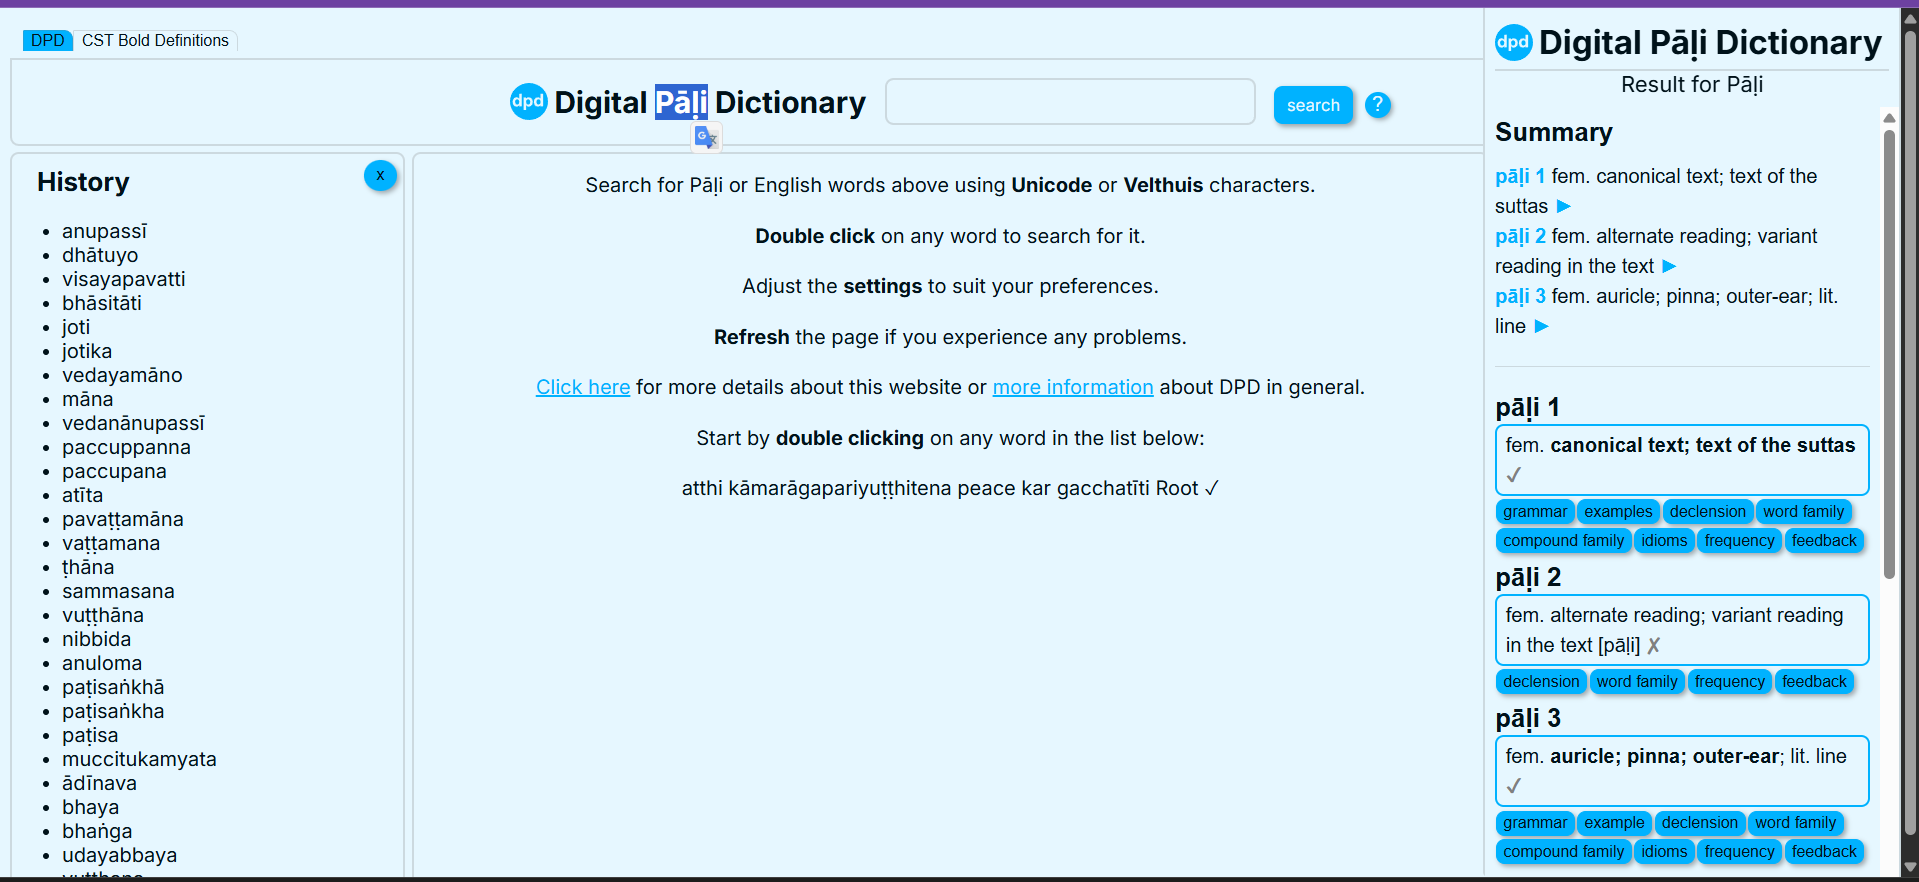 DPD CST Bold Definitions
dpd Digital Pāḷi Dictionary search ?
History x
anupassī
dhātuyo
visayapavatti
bhāsitāti
joti
jotika
vedayamāno
māna
vedanānupassī
paccuppanna
paccupana
atīta
pavaṭṭamāna
vaṭṭamana
ṭhāna
sammasana
vuṭṭhāna
nibbida
anuloma
paṭisaṅkhā
paṭisaṅkha
paṭisa
muccitukamyata
ādīnava
bhaya
bhaṅga
udayabbaya
Search for Pāḷi or English words above using Unicode or Velthuis characters.
Double click on any word to search for it.
Adjust the settings to suit your preferences.
Refresh the page if you experience any problems.
Click here for more details about this website or more information about DPD in general.
Start by double clicking on any word in the list below:
atthi kāmarāgapariyuṭṭhitena peace kar gacchatīti Root ✓
dpd Digital Pāḷi Dictionary
Result for Pāḷi
Summary
pāḷi 1 fem. canonical text; text of the
suttas ►
pāḷi 2 fem. alternate reading; variant
reading in the text ►
pāḷi 3 fem. auricle; pinna; outer-ear; lit.
line ►
pāḷi 1
fem. canonical text; text of the suttas
✓
grammar examples declension word family
compound family idioms frequency feedback
pāḷi 2
fem. alternate reading; variant reading
in the text [pāḷi] ✗
declension word family frequency feedback
pāḷi 3
fem. auricle; pinna; outer-ear; lit. line
✓
grammar example declension word family
compound family idioms frequency feedback